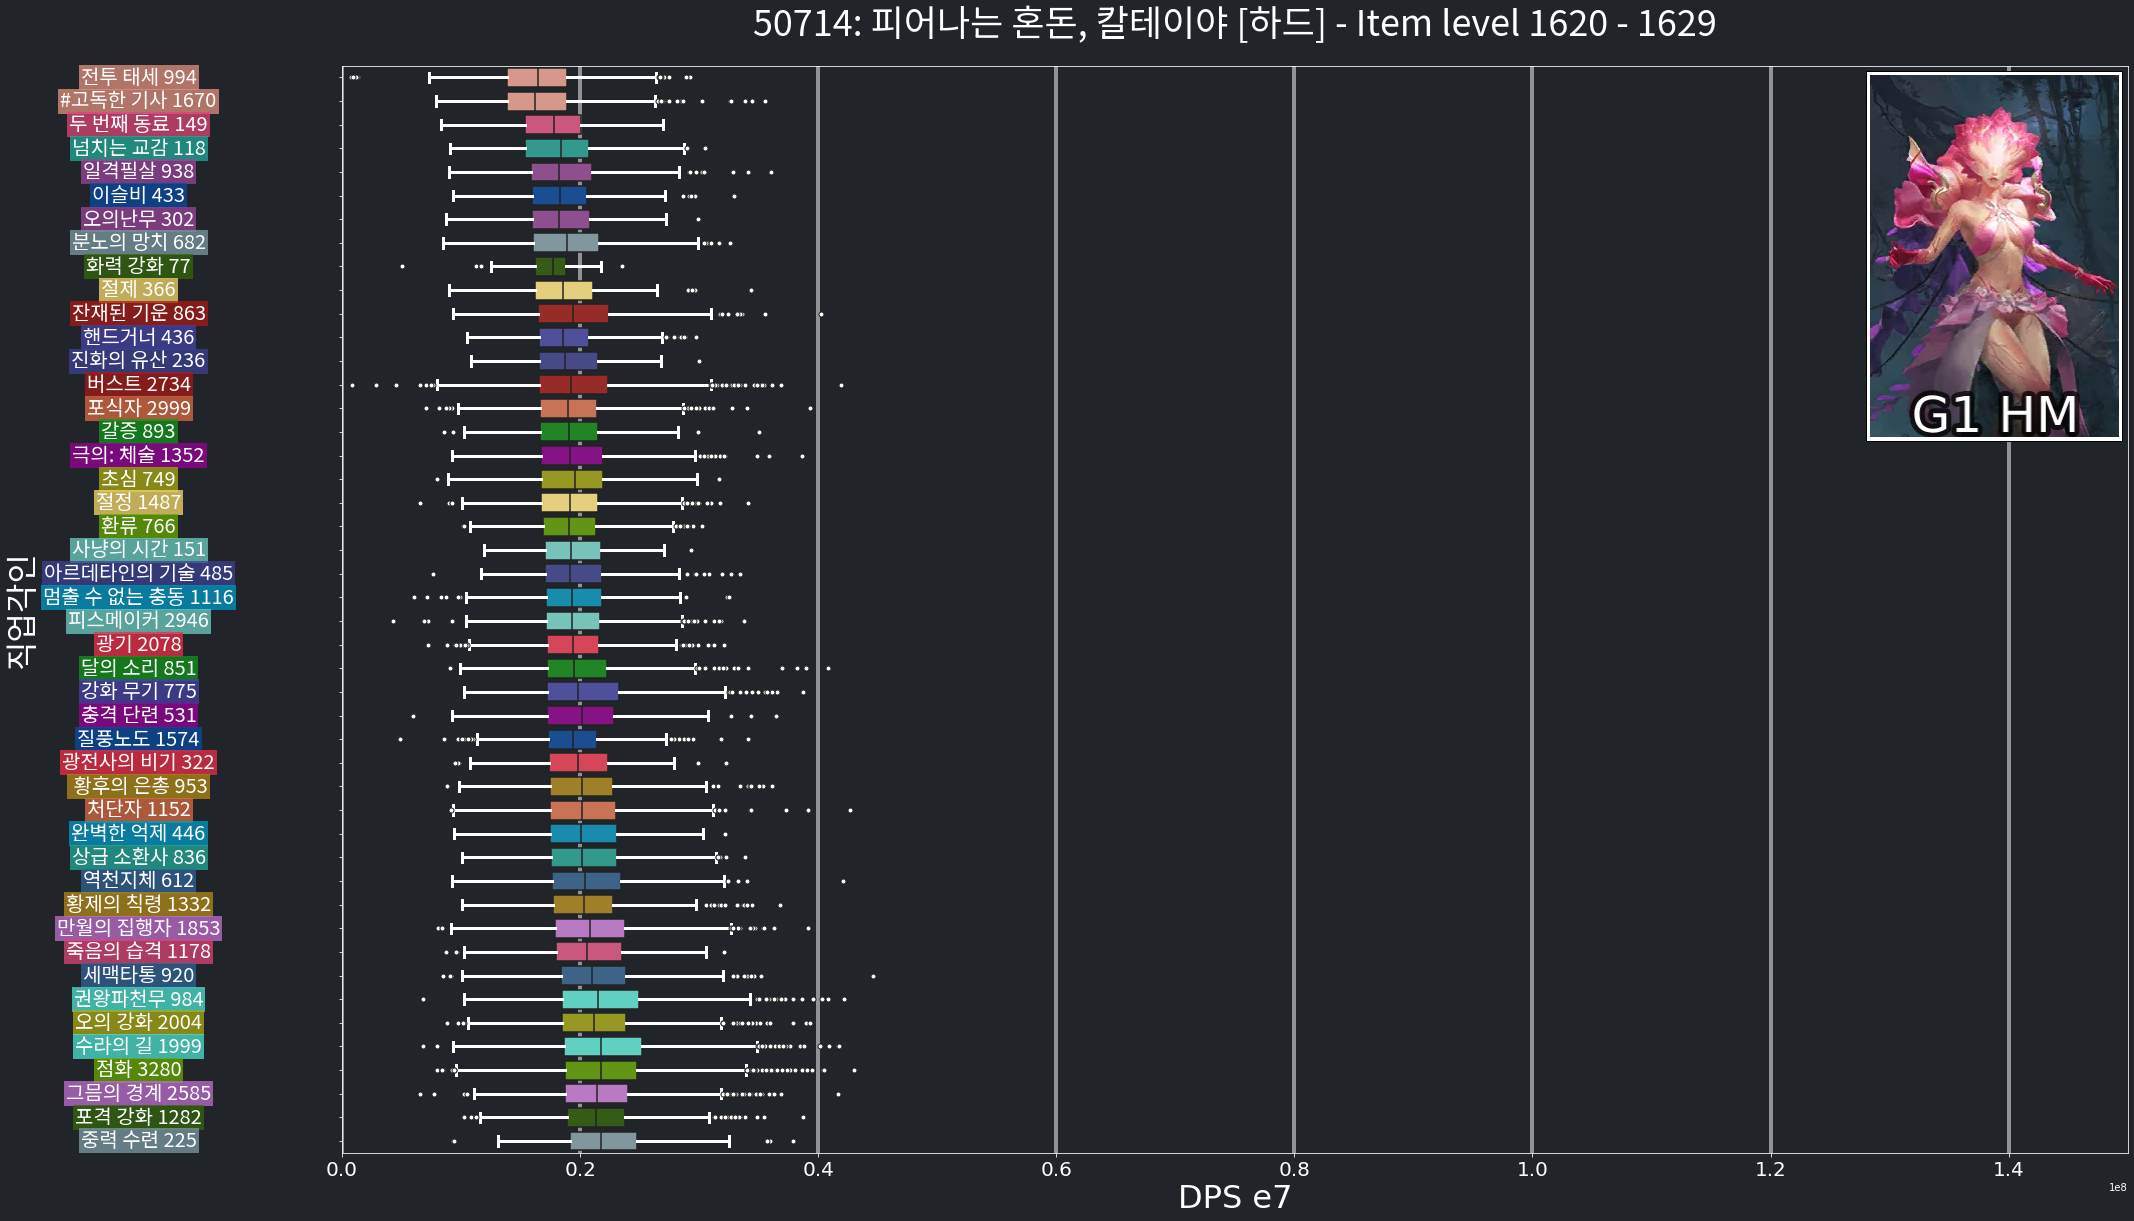 50714: 피어나는 혼돈, 칼테이야 [하드] - Item level 1620 - 1629
전투 태세 994
#고독한 기사 1670
두 번째 동료 149
넘치는 교감 118
일격필살 938
이슬비 433
오의난무 302
분노의 망치 682
화력 강화 77
절제 366
잔재된 기운 863
핸드거너 436
진화의 유산 236
버스트 2734
포식자 2999
갈증 893
극의: 체술 1352
초심 749
절정 1487
환류 766
사냥의 시간 151
아르데타인의 기술 485
멈출 수 없는 충동 1116
피스메이커 2946
광기 2078
달의 소리 851
강화 무기 775
충격 단련 531
질풍노도 1574
광전사의 비기 322
황후의 은총 953
처단자 1152
완벽한 억제 446
상급 소환사 836
역천지체 612
황제의 칙령 1332
만월의 집행자 1853
죽음의 습격 1178
세맥타통 920
권왕파천무 984
오의 강화 2004
수라의 길 1999
점화 3280
그믐의 경계 2585
포격 강화 1282
중력 수련 225
직업각인
G1 HM
0.0 0.2 0.4 0.6 0.8 1.0 1.2 1.4
1e8
DPS e7